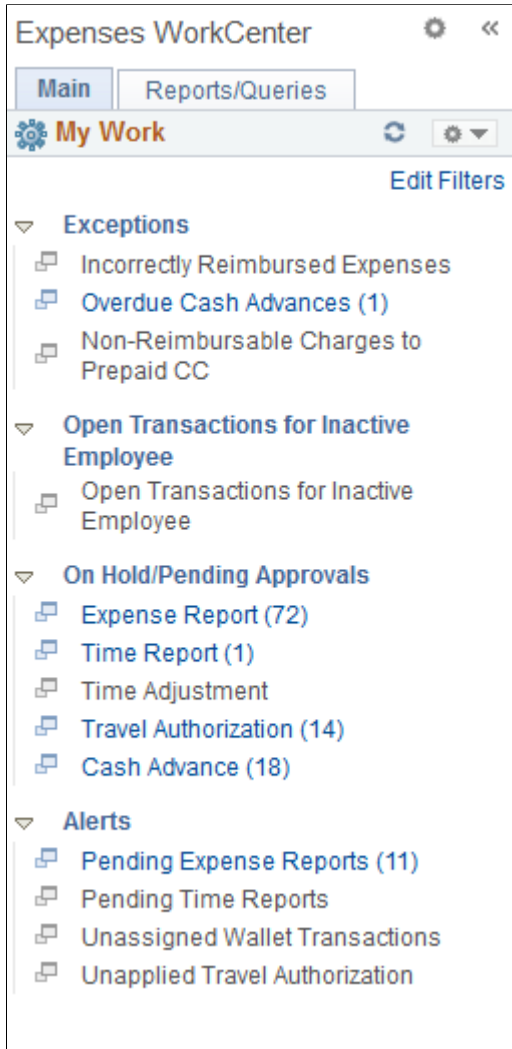 Expenses WorkCenter
Main
Reports/Queries
My Work
Edit Filters
Exceptions
Incorrectly Reimbursed Expenses
Overdue Cash Advances (1)
Non-Reimbursable Charges to
Prepaid CC
Open Transactions for Inactive
Employee
Open Transactions for Inactive
Employee
On Hold/Pending Approvals
Expense Report (72)
Time Report (1)
Time Adjustment
Travel Authorization (14)
Cash Advance (18)
Alerts
Pending Expense Reports (11)
Pending Time Reports
Unassigned Wallet Transactions
Unapplied Travel Authorization